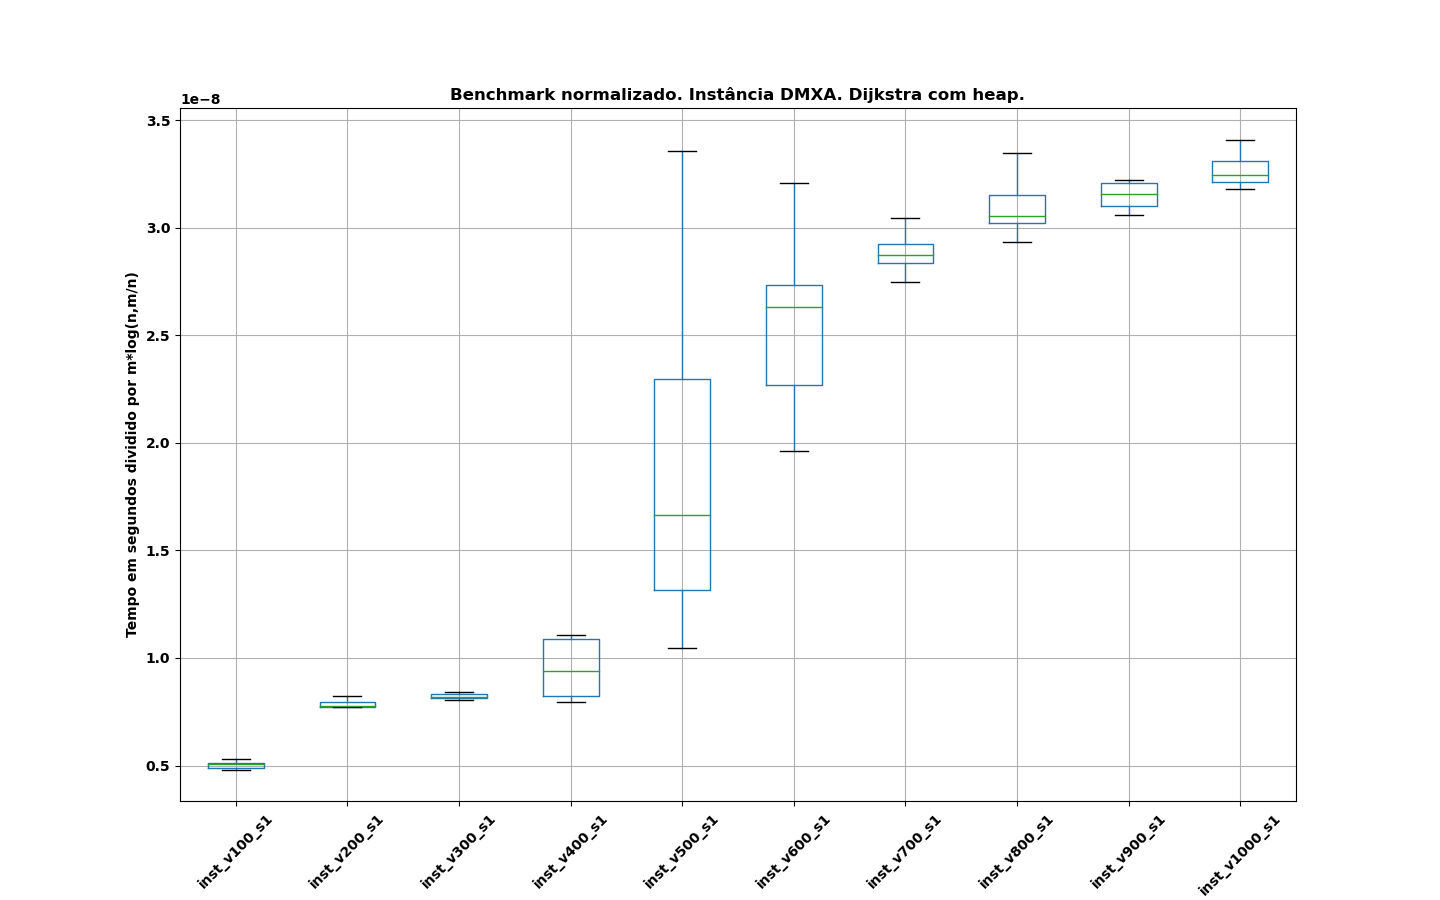 Benchmark normalizado. Instância DMXA. Dijkstra com heap.
1e−8
3.5
3.0
2.5
2.0
1.5
1.0
0.5
Tempo em segundos dividido por m*log(n,m/n)
inst_v100_s1
inst_v200_s1
inst_v300_s1
inst_v400_s1
inst_v500_s1
inst_v600_s1
inst_v700_s1
inst_v800_s1
inst_v900_s1
inst_v1000_s1